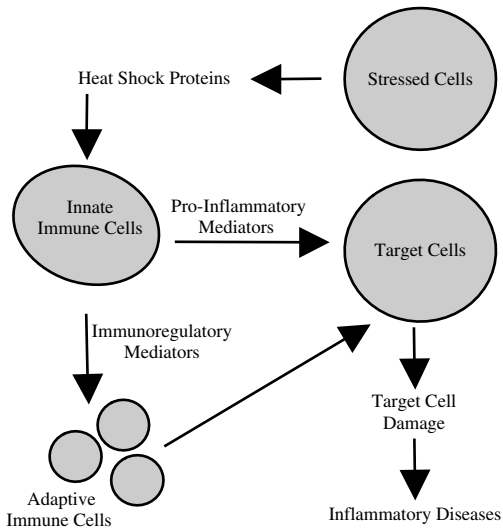 Heat Shock Proteins
Stressed Cells
Innate
Immune Cells
Pro-Inflammatory
Mediators
Target Cells
Immunoregulatory
Mediators
Target Cell
Damage
Adaptive
Immune Cells
Inflammatory Diseases